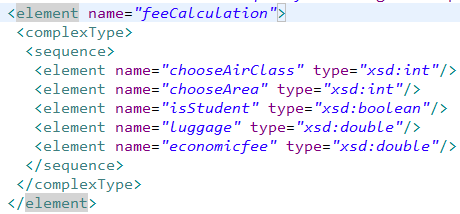 <element name="feeCalculation">
<complexType>
<sequence>
<element name="chooseAirClass" type="xsd:int"/>
<element name="chooseArea" type="xsd:int"/>
<element name="isStudent" type="xsd:boolean"/>
<element name="luggage" type="xsd:double"/>
<element name="economicfee" type="xsd:double"/>
</sequence>
</complexType>
</element>